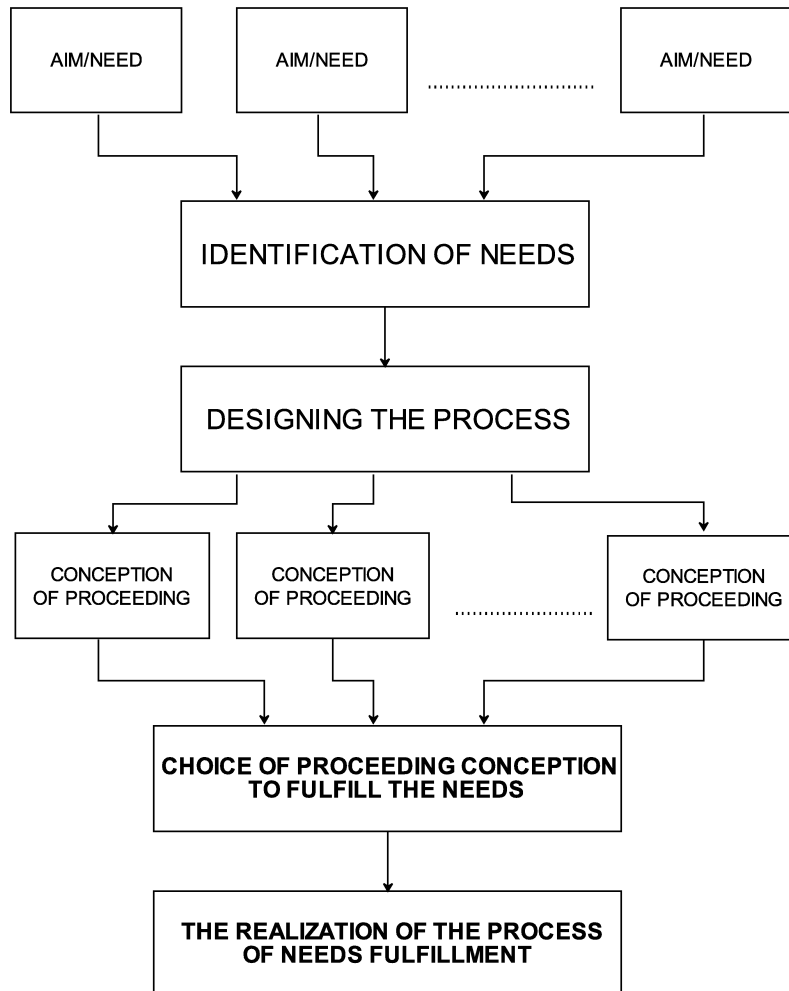 AIM/NEED
AIM/NEED
AIM/NEED
IDENTIFICATION OF NEEDS
DESIGNING THE PROCESS
CONCEPTION
OF PROCEEDING
CONCEPTION
OF PROCEEDING
CONCEPTION
OF PROCEEDING
CHOICE OF PROCEEDING CONCEPTION
TO FULFILL THE NEEDS
THE REALIZATION OF THE PROCESS
OF NEEDS FULFILLMENT